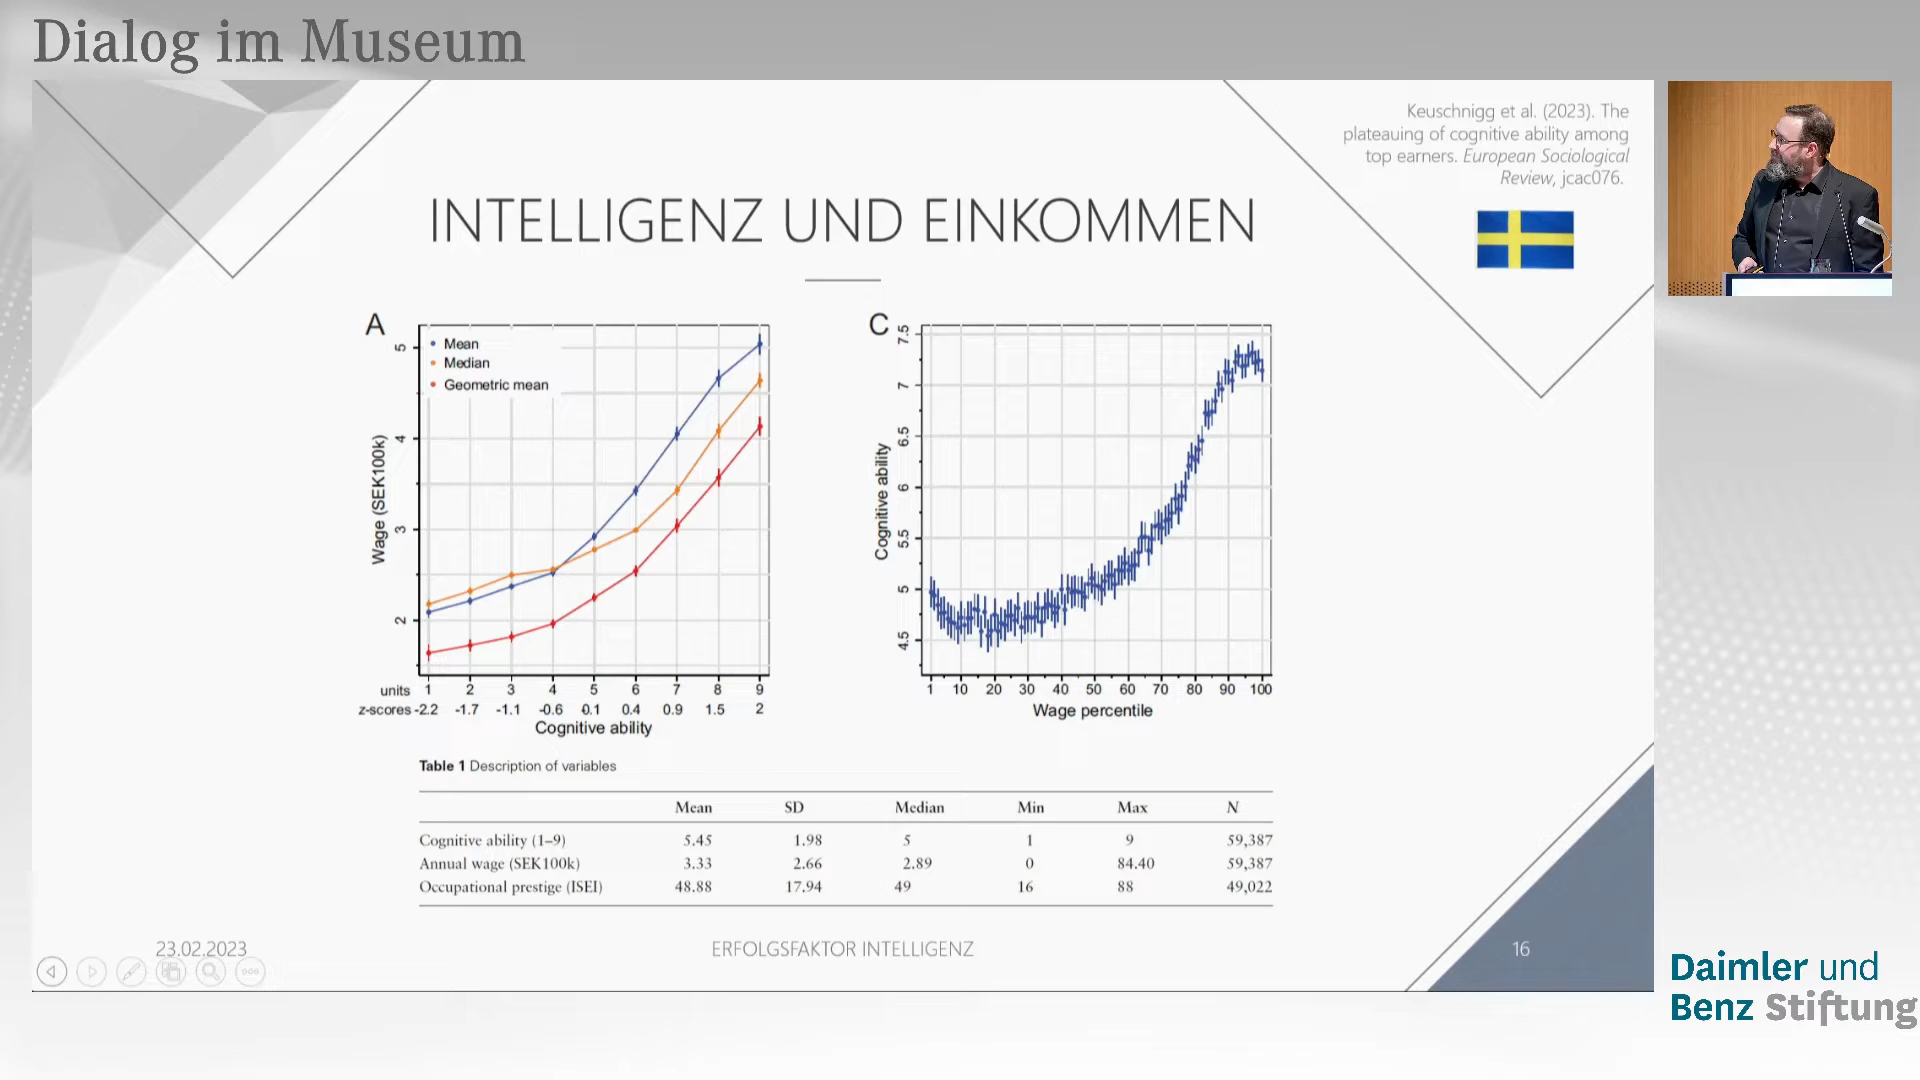 Dialog im Museum
Keuschnigg et al. (2023). The
plateauing of cognitive ability among
top earners. European Sociological
Review, jcac076.
INTELLIGENZ UND EINKOMMEN
A
Mean
Median
Geometric mean
5
4
3
2
Wage (SEK100k)
units 1 2 3 4 5 6 7 8 9
z-scores -2.2 -1.7 -1.1 -0.6 0.1 0.4 0.9 1.5 2
Cognitive ability
C
7.5
7
6.5
6
5.5
5
4.5
Cognitive ability
1 10 20 30 40 50 60 70 80 90 100
Wage percentile
Table 1 Description of variables
Mean SD Median Min Max N
Cognitive ability (1–9) 5.45 1.98 5 1 9 59,387
Annual wage (SEK100k) 3.33 2.66 2.89 0 84.40 59,387
Occupational prestige (ISEI) 48.88 17.94 49 16 88 49,022
23.02.2023
ERFOLGSFAKTOR INTELLIGENZ
16
Daimler und
Benz Stiftung